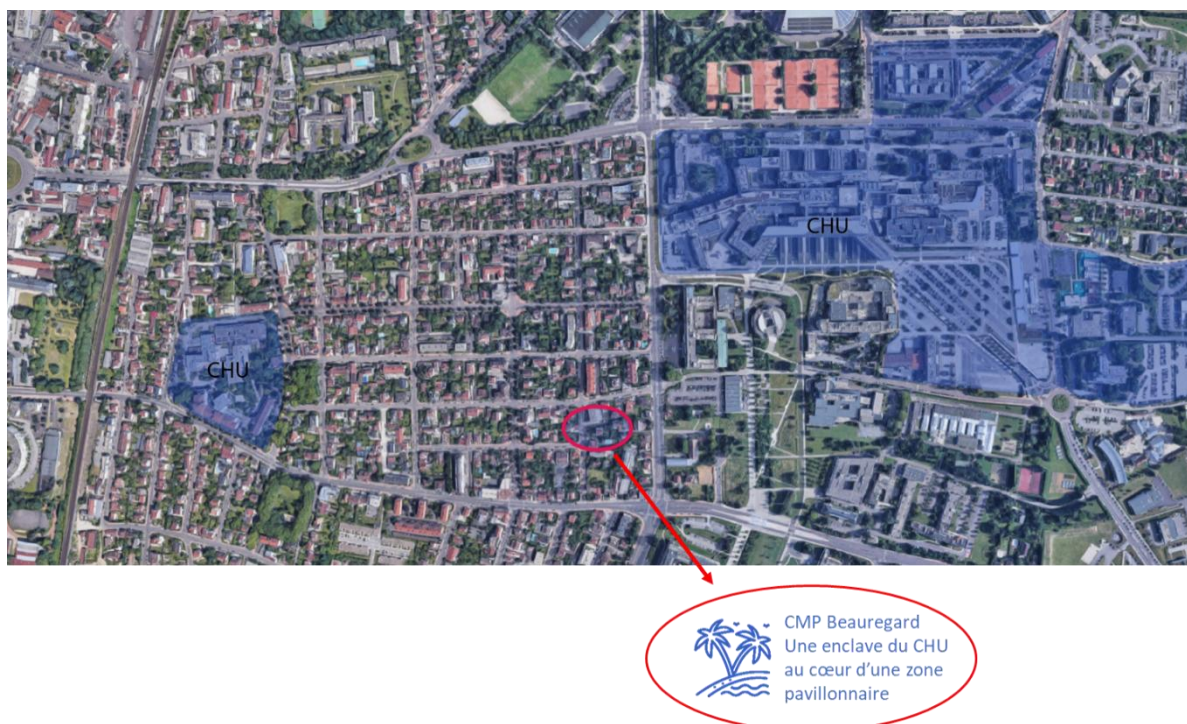 CHU
CHU
CMP Beauregard
Une enclave du CHU
au cœur d’une zone
pavillonnaire